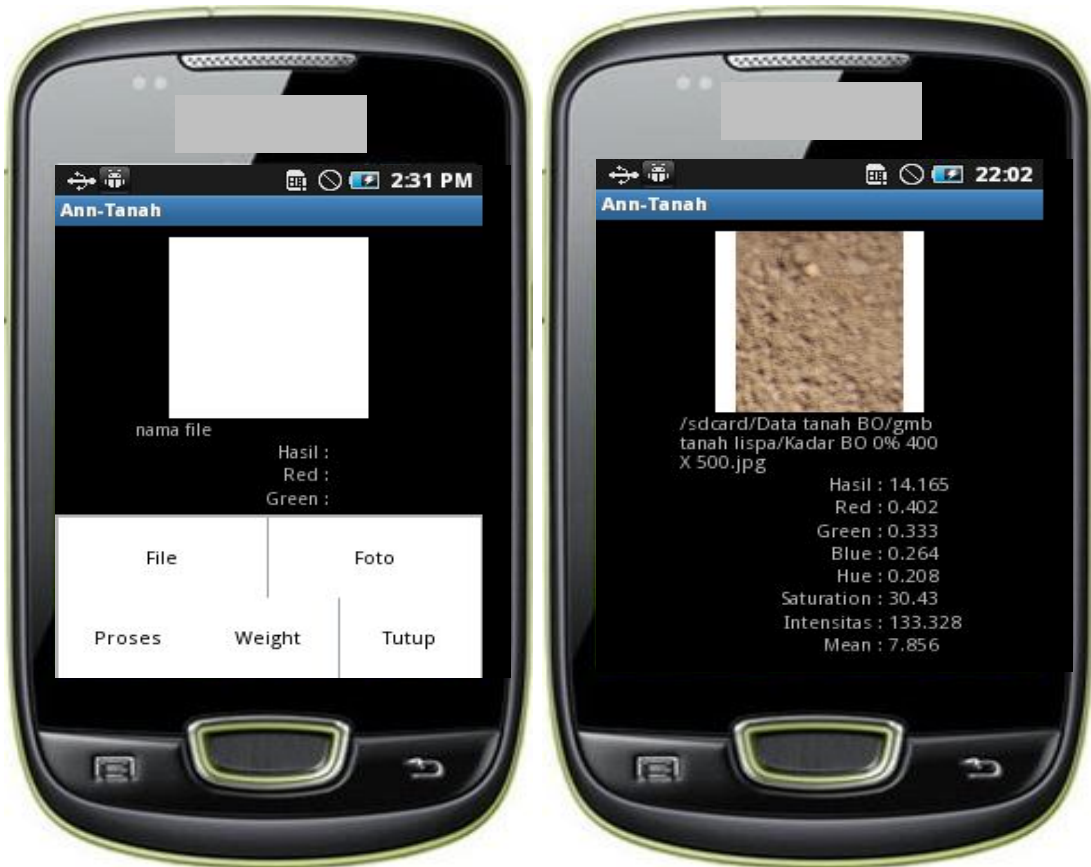 2:31 PM
Ann-Tanah
nama file
Hasil :
Red :
Green :
File
Foto
Proses
Weight
Tutup
22:02
Ann-Tanah
/sdcard/Data tanah BO/gmb
tanah lispa/Kadar BO 0% 400
X 500.jpg
Hasil : 14.165
Red : 0.402
Green : 0.333
Blue : 0.264
Hue : 0.208
Saturation : 30.43
Intensitas : 133.328
Mean : 7.856